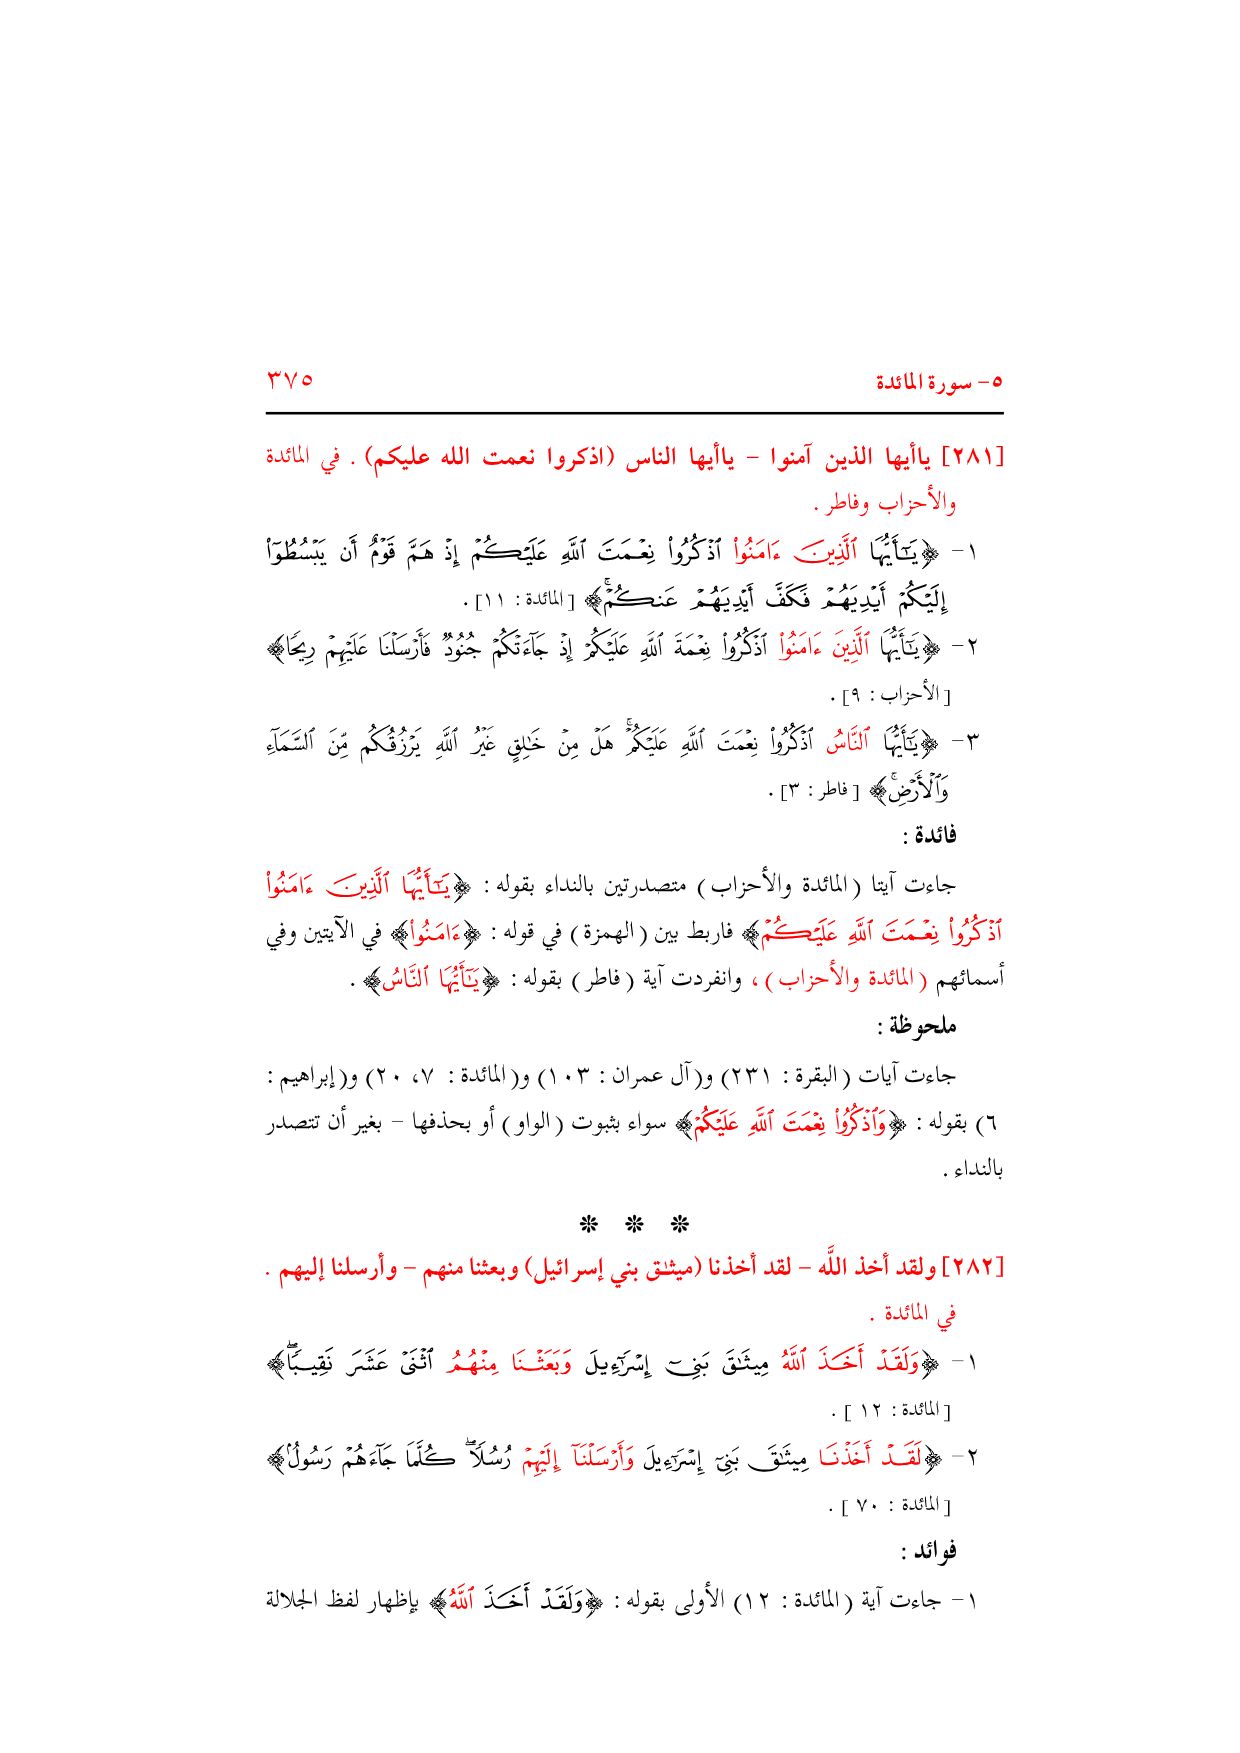 ٥- سورة المائدة ٣٧٥
[٢٨١] ياأيها الذين آمنوا - ياأيها الناس (اذكروا نعمت الله عليكم) . في المائدة
والأحزاب وفاطر .
١- ﴿يَٰٓأَيُّهَا ٱلَّذِينَ ءَامَنُوا۟ ٱذْكُرُوا۟ نِعْمَتَ ٱللَّهِ عَلَيْكُمْ إِذْ هَمَّ قَوْمٌ أَن يَبْسُطُوٓا۟
إِلَيْكُمْ أَيْدِيَهُمْ فَكَفَّ أَيْدِيَهُمْ عَنكُمْ ۚ﴾ [المائدة : ١١] .
٢- ﴿يَٰٓأَيُّهَا ٱلَّذِينَ ءَامَنُوا۟ ٱذْكُرُوا۟ نِعْمَةَ ٱللَّهِ عَلَيْكُمْ إِذْ جَآءَتْكُمْ جُنُودٌ فَأَرْسَلْنَا عَلَيْهِمْ رِيحًا﴾
[الأحزاب : ٩] .
٣- ﴿يَٰٓأَيُّهَا ٱلنَّاسُ ٱذْكُرُوا۟ نِعْمَتَ ٱللَّهِ عَلَيْكُمْ ۚ هَلْ مِنْ خَٰلِقٍ غَيْرُ ٱللَّهِ يَرْزُقُكُم مِّنَ ٱلسَّمَآءِ
وَٱلْأَرْضِ ۚ﴾ [فاطر : ٣] .
فائدة :
جاءت آيتا (المائدة والأحزاب) متصدرتين بالنداء بقوله : ﴿يَٰٓأَيُّهَا ٱلَّذِينَ ءَامَنُوا۟
ٱذْكُرُوا۟ نِعْمَتَ ٱللَّهِ عَلَيْكُمْ﴾ فاربط بين (الهمزة) في قوله : ﴿ءَامَنُوا۟﴾ في الآيتين وفي
أسمائهم (المائدة والأحزاب) ، وانفردت آية (فاطر) بقوله : ﴿يَٰٓأَيُّهَا ٱلنَّاسُ﴾ .
ملحوظة :
جاءت آيات (البقرة : ٢٣١) و(آل عمران : ١٠٣) و(المائدة : ٧، ٢٠) و(إبراهيم :
٦) بقوله : ﴿وَٱذْكُرُوا۟ نِعْمَتَ ٱللَّهِ عَلَيْكُمْ﴾ سواء بثبوت (الواو) أو بحذفها - بغير أن تتصدر
بالنداء .
❊ ❊ ❊
[٢٨٢] ولقد أخذ اللَّه - لقد أخذنا (ميثٰق بني إسرائيل) وبعثنا منهم - وأرسلنا إليهم .
في المائدة .
١- ﴿وَلَقَدْ أَخَذَ ٱللَّهُ مِيثَٰقَ بَنِىٓ إِسْرَٰٓءِيلَ وَبَعَثْنَا مِنْهُمُ ٱثْنَىْ عَشَرَ نَقِيبًا ۖ﴾
[المائدة : ١٢ ] .
٢- ﴿لَقَدْ أَخَذْنَا مِيثَٰقَ بَنِىٓ إِسْرَٰٓءِيلَ وَأَرْسَلْنَآ إِلَيْهِمْ رُسُلًا ۖ كُلَّمَا جَآءَهُمْ رَسُولٌۢ﴾
[المائدة : ٧٠ ] .
فوائد :
١- جاءت آية (المائدة : ١٢) الأولى بقوله : ﴿وَلَقَدْ أَخَذَ ٱللَّهُ﴾ بإظهار لفظ الجلالة